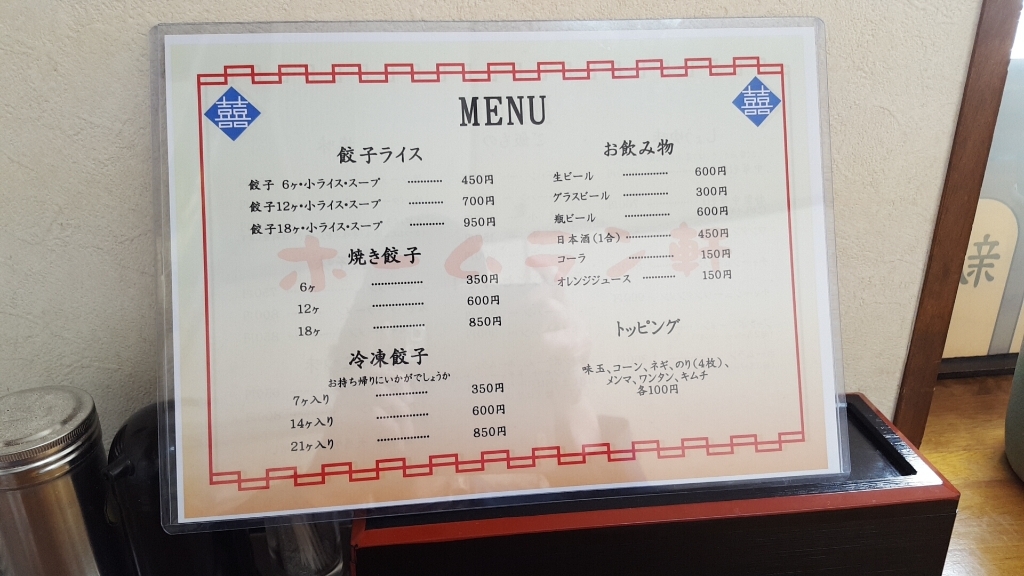 囍
囍
MENU
餃子ライス
餃子 6ヶ・小ライス・スープ ………… 450円
餃子12ヶ・小ライス・スープ ………… 700円
餃子18ヶ・小ライス・スープ ………… 950円
焼き餃子
6ヶ ……………… 350円
12ヶ ……………… 600円
18ヶ ……………… 850円
冷凍餃子
お持ち帰りにいかがでしょうか
7ヶ入り ……………… 350円
14ヶ入り ……………… 600円
21ヶ入り ……………… 850円
お飲み物
生ビール …………… 600円
グラスビール …………… 300円
瓶ビール …………… 600円
日本酒(1合) …………… 450円
コーラ …………… 150円
オレンジジュース ………… 150円
トッピング
味玉、コーン、ネギ、のり(4枚)、
メンマ、ワンタン、キムチ
各100円
ホームラン軒
亲